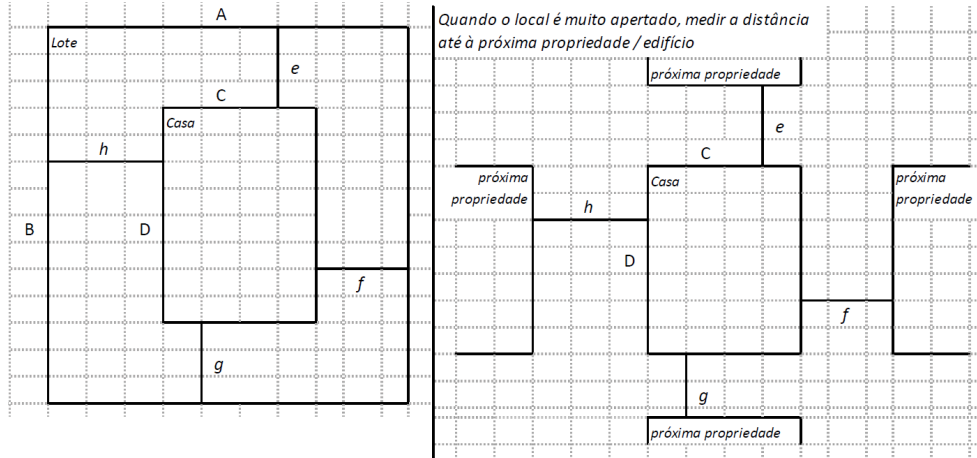 A
Lote
e
C
Casa
h
B
D
f
g
Quando o local é muito apertado, medir a distância
até à próxima propriedade / edifício
próxima propriedade
e
C
próxima
propriedade
Casa
próxima
propriedade
h
D
f
g
próxima propriedade